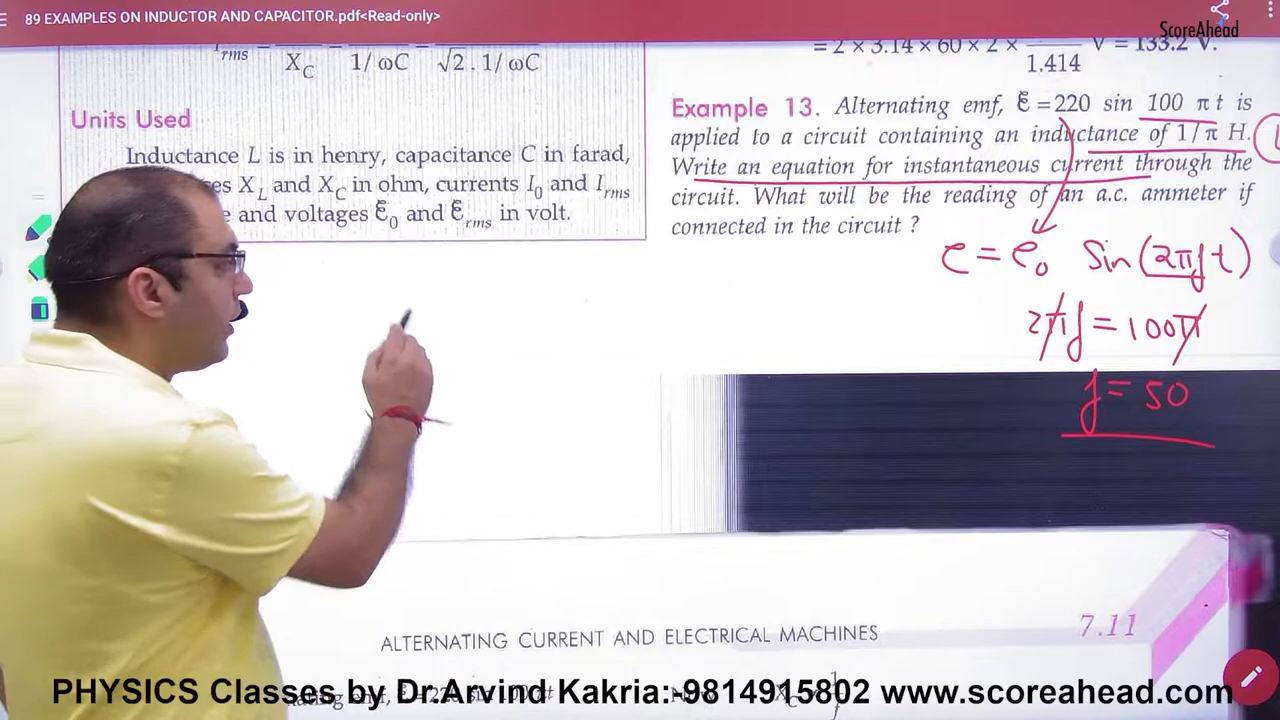 89 EXAMPLES ON INDUCTOR AND CAPACITOR.pdf<Read-only>
ScoreAhead
rms X_C 1/ ωC √2 . 1/ ωC
Units Used
Inductance L is in henry, capacitance C in farad,
es X_L and X_C in ohm, currents I_0 and I_rms
e and voltages ℰ_0 and ℰ_rms in volt.
= 2 × 3.14 × 60 × 2 × 1.414 V = 133.2 V.
Example 13. Alternating emf, ℰ = 220 sin 100 π t is
applied to a circuit containing an inductance of 1/π H.
Write an equation for instantaneous current through the
circuit. What will be the reading of an a.c. ammeter if
connected in the circuit ?
e = e_0 Sin (2πft)
2πf = 100π
f = 50
ALTERNATING CURRENT AND ELECTRICAL MACHINES
7.11
PHYSICS Classes by Dr.Arvind Kakria:-9814915802 www.scoreahead.com